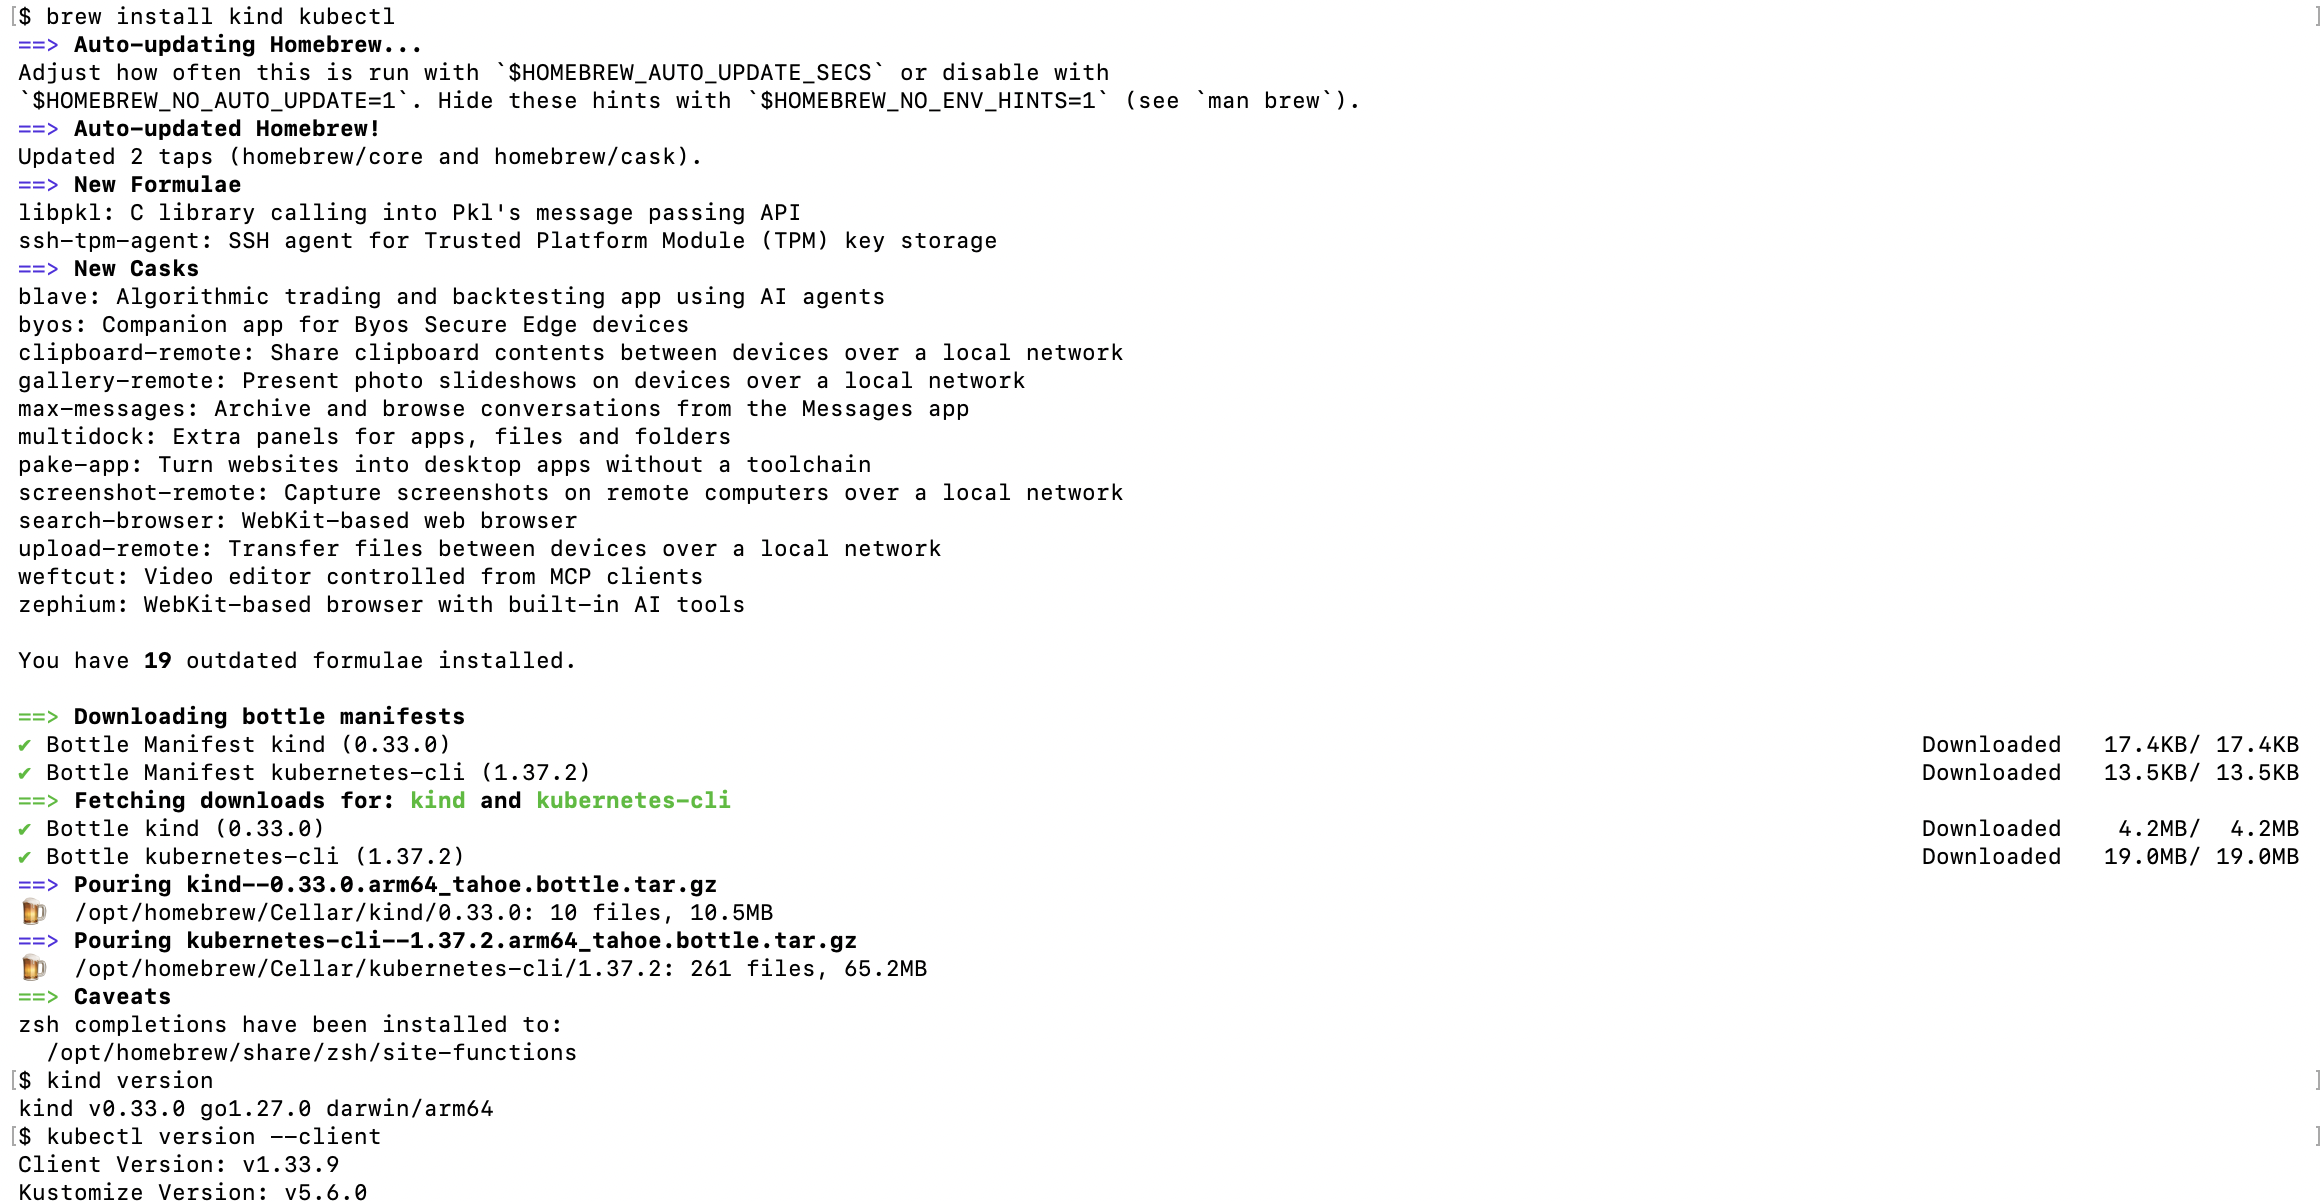 [$ brew install kind kubectl ]
==> Auto-updating Homebrew...
Adjust how often this is run with `$HOMEBREW_AUTO_UPDATE_SECS` or disable with
`$HOMEBREW_NO_AUTO_UPDATE=1`. Hide these hints with `$HOMEBREW_NO_ENV_HINTS=1` (see `man brew`).
==> Auto-updated Homebrew!
Updated 2 taps (homebrew/core and homebrew/cask).
==> New Formulae
libpkl: C library calling into Pkl's message passing API
ssh-tpm-agent: SSH agent for Trusted Platform Module (TPM) key storage
==> New Casks
blave: Algorithmic trading and backtesting app using AI agents
byos: Companion app for Byos Secure Edge devices
clipboard-remote: Share clipboard contents between devices over a local network
gallery-remote: Present photo slideshows on devices over a local network
max-messages: Archive and browse conversations from the Messages app
multidock: Extra panels for apps, files and folders
pake-app: Turn websites into desktop apps without a toolchain
screenshot-remote: Capture screenshots on remote computers over a local network
search-browser: WebKit-based web browser
upload-remote: Transfer files between devices over a local network
weftcut: Video editor controlled from MCP clients
zephium: WebKit-based browser with built-in AI tools
You have 19 outdated formulae installed.
==> Downloading bottle manifests
✔ Bottle Manifest kind (0.33.0) Downloaded 17.4KB/ 17.4KB
✔ Bottle Manifest kubernetes-cli (1.37.2) Downloaded 13.5KB/ 13.5KB
==> Fetching downloads for: kind and kubernetes-cli
✔ Bottle kind (0.33.0) Downloaded 4.2MB/ 4.2MB
✔ Bottle kubernetes-cli (1.37.2) Downloaded 19.0MB/ 19.0MB
==> Pouring kind--0.33.0.arm64_tahoe.bottle.tar.gz
🍺 /opt/homebrew/Cellar/kind/0.33.0: 10 files, 10.5MB
==> Pouring kubernetes-cli--1.37.2.arm64_tahoe.bottle.tar.gz
🍺 /opt/homebrew/Cellar/kubernetes-cli/1.37.2: 261 files, 65.2MB
==> Caveats
zsh completions have been installed to:
/opt/homebrew/share/zsh/site-functions
[$ kind version ]
kind v0.33.0 go1.27.0 darwin/arm64
[$ kubectl version --client ]
Client Version: v1.33.9
Kustomize Version: v5.6.0